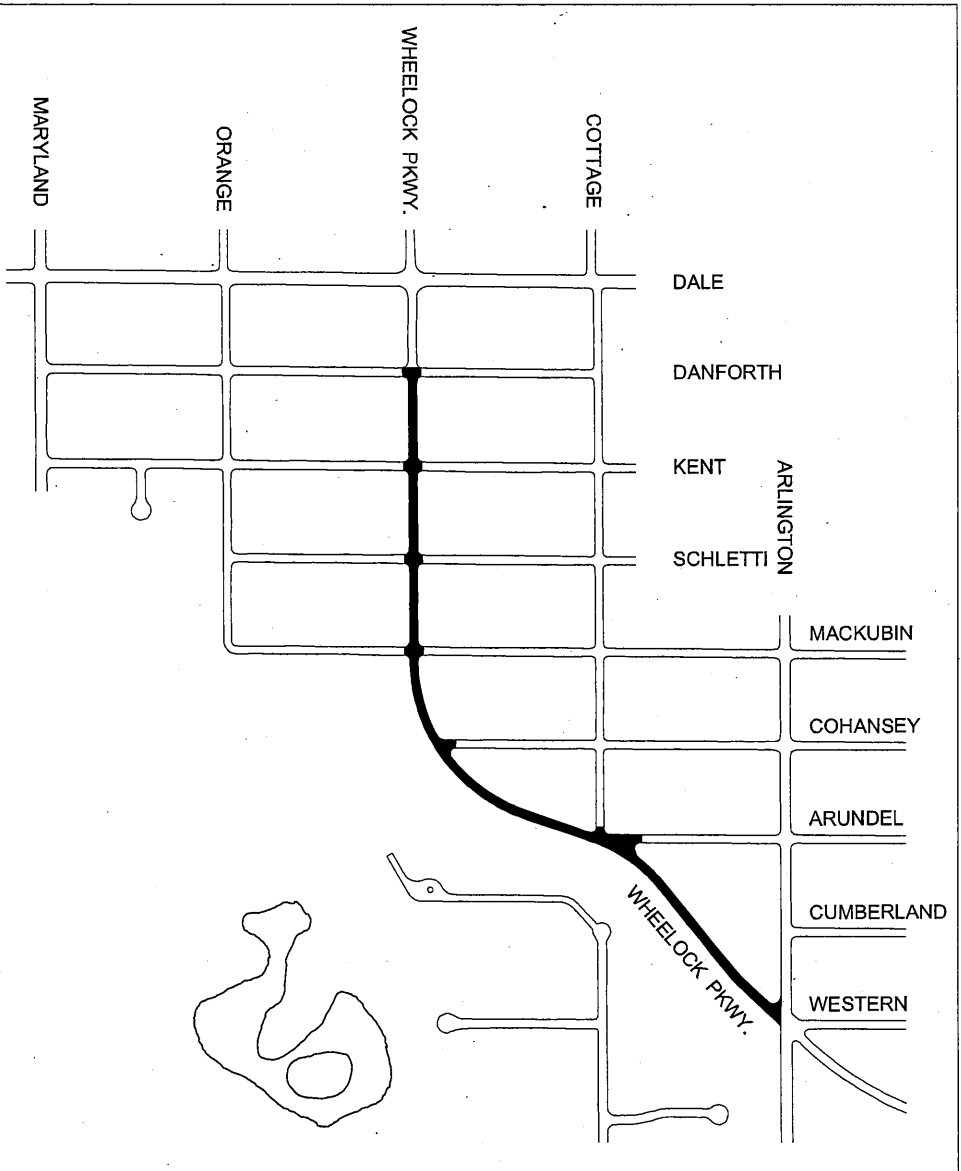 WHEELOCK PKWY.
MARYLAND
ORANGE
COTTAGE
DALE
DANFORTH
KENT
ARLINGTON
SCHLETTI
MACKUBIN
COHANSEY
ARUNDEL
CUMBERLAND
WHEELOCK PKWY.
WESTERN